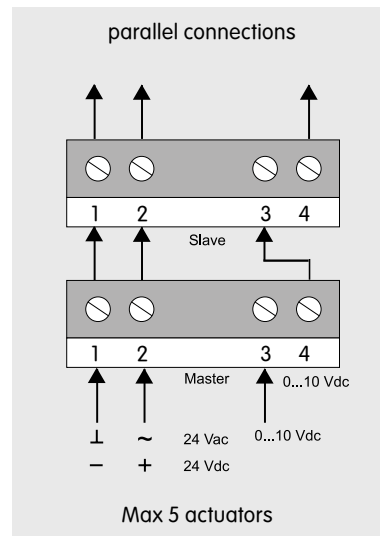 parallel connections
1 2 3 4
Slave
1 2 3 4
Master 0...10 Vdc
⊥ ~ 24 Vac 0...10 Vdc
− + 24 Vdc
Max 5 actuators